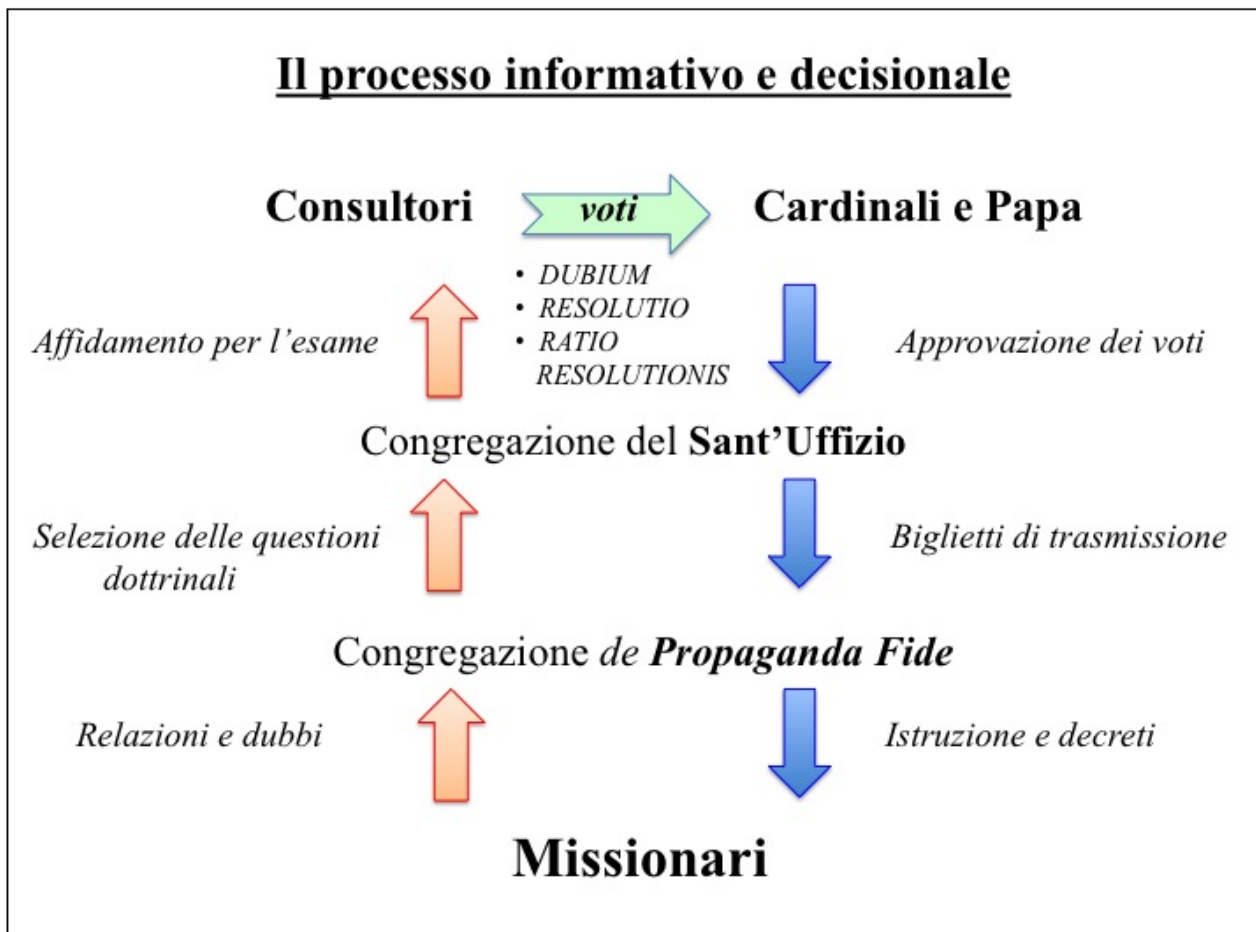 Il processo informativo e decisionale
Consultori
voti
Cardinali e Papa
• DUBIUM
• RESOLUTIO
• RATIO
RESOLUTIONIS
Affidamento per l’esame
Approvazione dei voti
Congregazione del Sant’Uffizio
Selezione delle questioni
dottrinali
Biglietti di trasmissione
Congregazione de Propaganda Fide
Relazioni e dubbi
Istruzione e decreti
Missionari